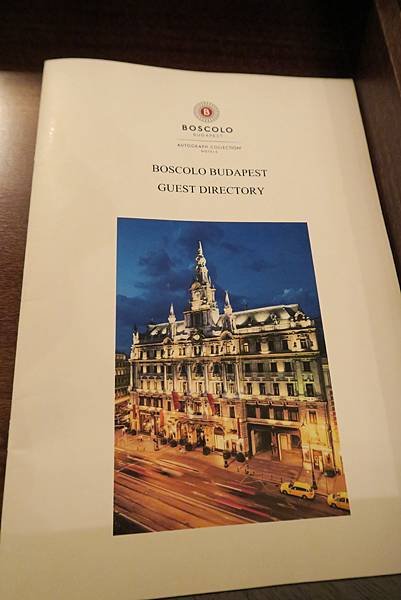 B
BOSCOLO
BUDAPEST
AUTOGRAPH COLLECTION®
HOTELS
BOSCOLO BUDAPEST
GUEST DIRECTORY